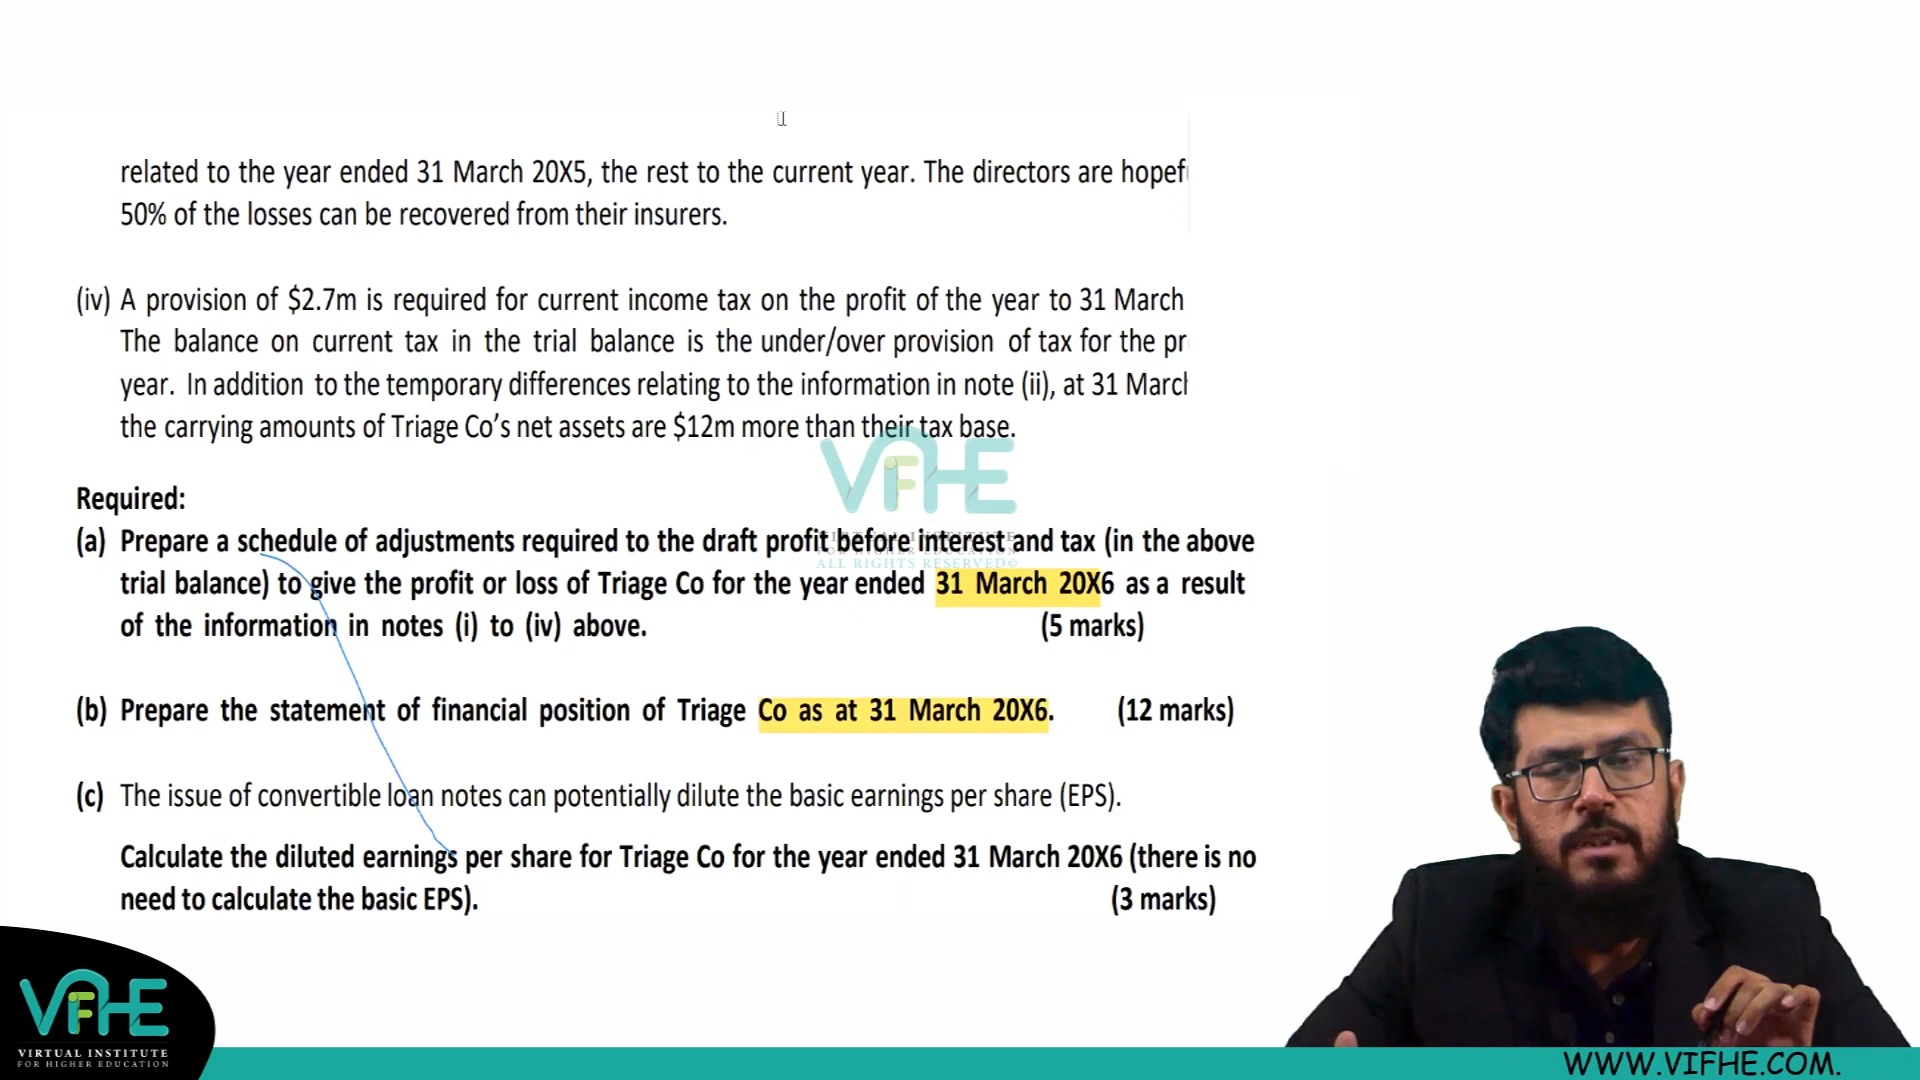 related to the year ended 31 March 20X5, the rest to the current year. The directors are
50% of the losses can be recovered from their insurers.
(iv) A provision of $2.7m is required for current income tax on the profit of the year to 31 March
The balance on current tax in the trial balance is the under/over provision of tax for the
year. In addition to the temporary differences relating to the information in note (ii), at 31
the carrying amounts of Triage Co's net assets are $12m more than their tax base.
VIFHE
VIRTUAL INSTITUTE
FOR HIGHER EDUCATION
ALL RIGHTS RESERVED©
Required:
(a) Prepare a schedule of adjustments required to the draft profit before interest and tax (in the above
trial balance) to give the profit or loss of Triage Co for the year ended 31 March 20X6 as a result
of the information in notes (i) to (iv) above. (5 marks)
(b) Prepare the statement of financial position of Triage Co as at 31 March 20X6. (12 marks)
(c) The issue of convertible loan notes can potentially dilute the basic earnings per share (EPS).
Calculate the diluted earnings per share for Triage Co for the year ended 31 March 20X6 (there is no
need to calculate the basic EPS). (3 marks)
VIFHE
VIRTUAL INSTITUTE
FOR HIGHER EDUCATION
WWW.VIFHE.COM.